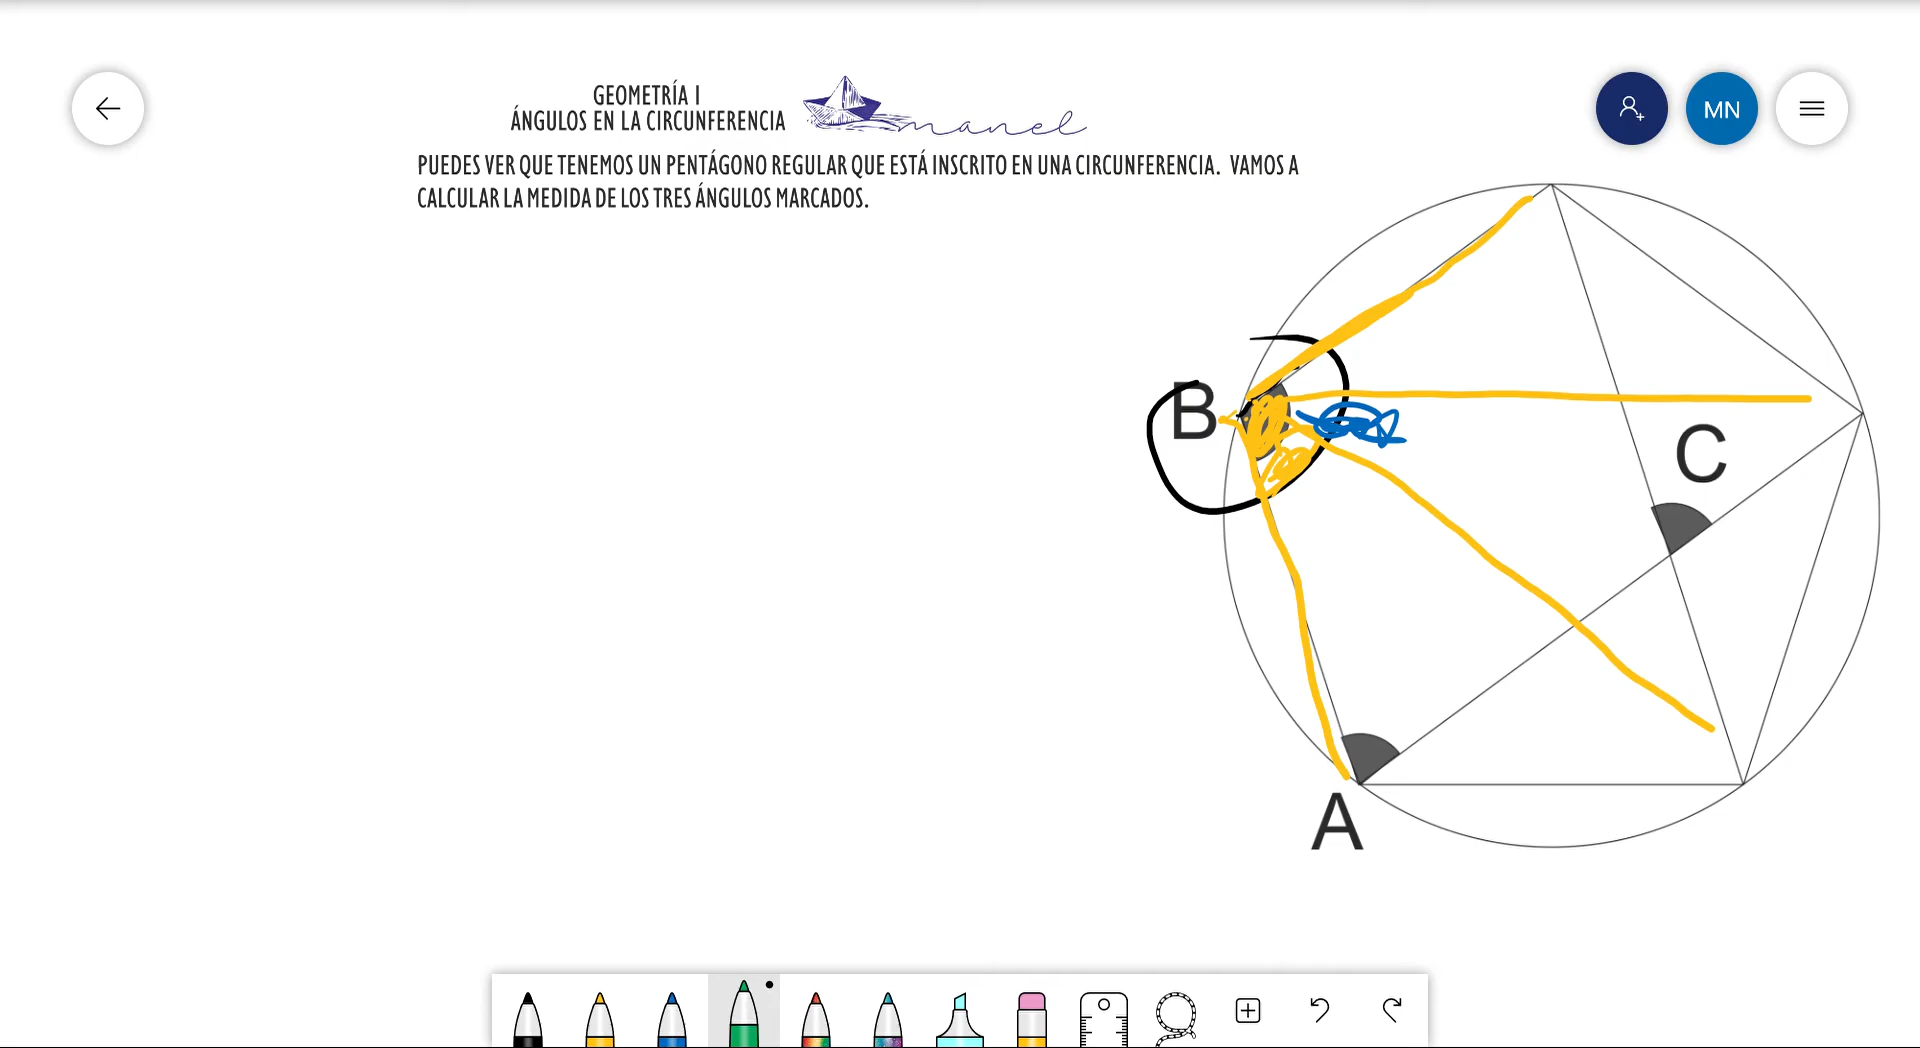 GEOMETRÍA I
ÁNGULOS EN LA CIRCUNFERENCIA
manel
MN
PUEDES VER QUE TENEMOS UN PENTÁGONO REGULAR QUE ESTÁ INSCRITO EN UNA CIRCUNFERENCIA. VAMOS A
CALCULAR LA MEDIDA DE LOS TRES ÁNGULOS MARCADOS.
B
C
A